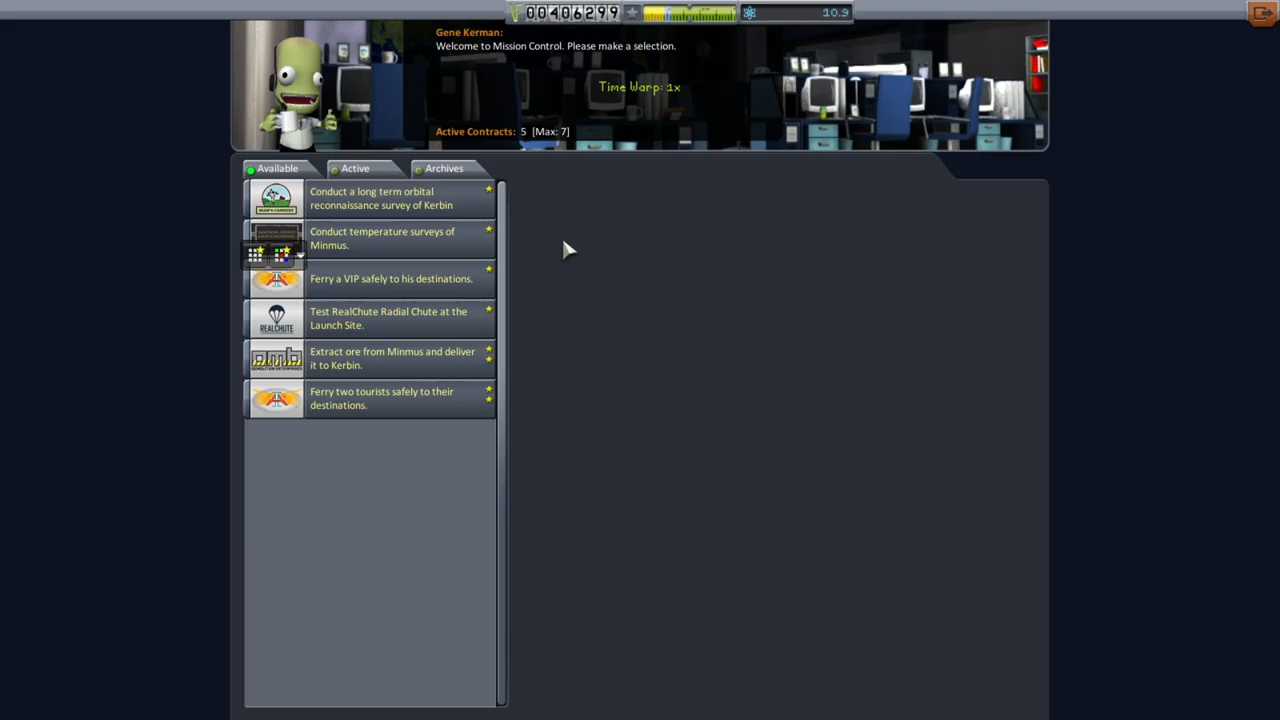 00406299
10.9
Gene Kerman:
Welcome to Mission Control. Please make a selection.
Time Warp: 1x
Active Contracts: 5 [Max: 7]
Available
Active
Archives
Conduct a long term orbital
reconnaissance survey of Kerbin
Conduct temperature surveys of
Minmus.
Ferry a VIP safely to his destinations.
REALCHUTE
Test RealChute Radial Chute at the
Launch Site.
Extract ore from Minmus and deliver
it to Kerbin.
Ferry two tourists safely to their
destinations.